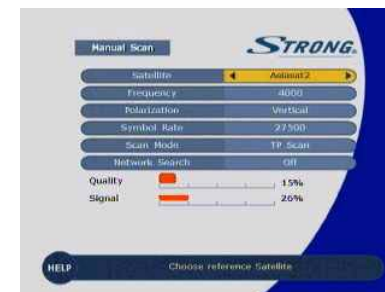 Manual Scan
STRONG.
Satellite Asiasat2
Frequency 4000
Polarization Vertical
Symbol Rate 27500
Scan Mode TP Scan
Network Search Off
Quality 15%
Signal 26%
HELP Choose reference Satellite